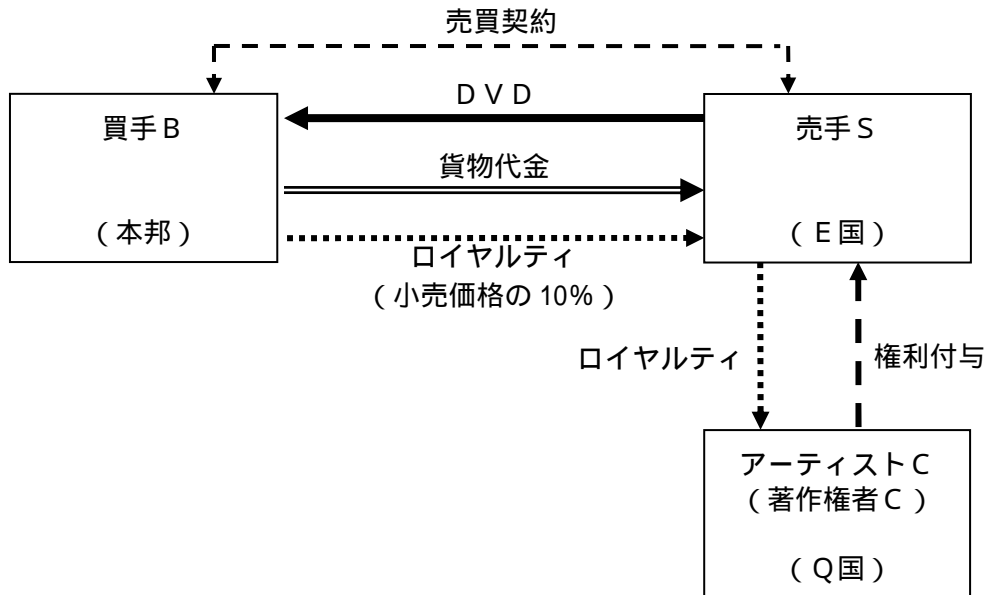 売買契約
DVD
買手B
売手S
貨物代金
(本邦)
(E国)
ロイヤルティ
(小売価格の10%)
ロイヤルティ
権利付与
アーティストC
(著作権者C)
(Q国)